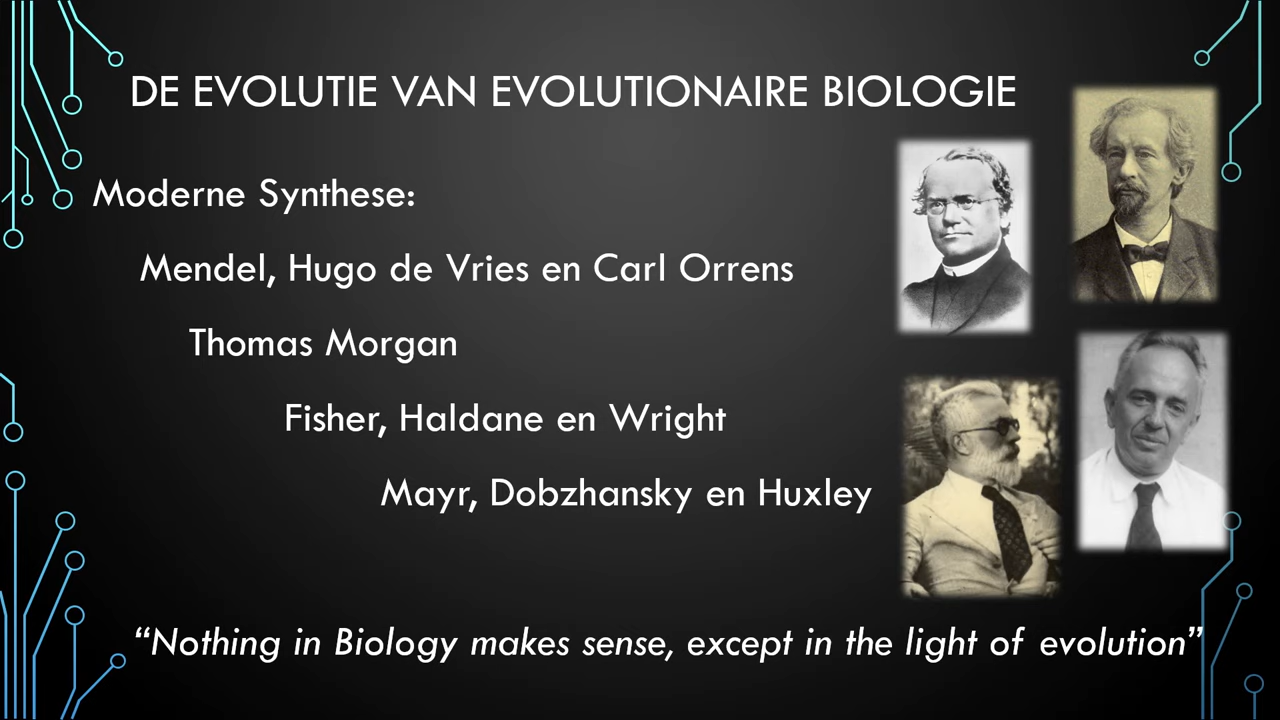 DE EVOLUTIE VAN EVOLUTIONAIRE BIOLOGIE
Moderne Synthese:
Mendel, Hugo de Vries en Carl Orrens
Thomas Morgan
Fisher, Haldane en Wright
Mayr, Dobzhansky en Huxley
“Nothing in Biology makes sense, except in the light of evolution”